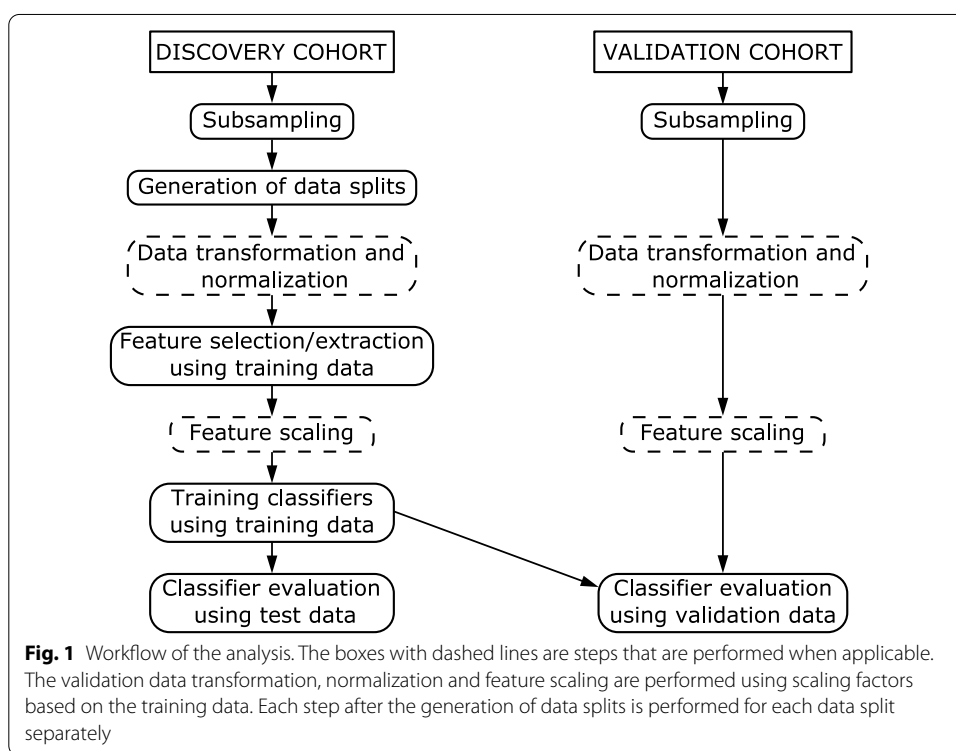 DISCOVERY COHORT
Subsampling
Generation of data splits
Data transformation and
normalization
Feature selection/extraction
using training data
Feature scaling
Training classifiers
using training data
Classifier evaluation
using test data
VALIDATION COHORT
Subsampling
Data transformation and
normalization
Feature scaling
Classifier evaluation
using validation data
Fig. 1 Workflow of the analysis. The boxes with dashed lines are steps that are performed when applicable.
The validation data transformation, normalization and feature scaling are performed using scaling factors
based on the training data. Each step after the generation of data splits is performed for each data split
separately